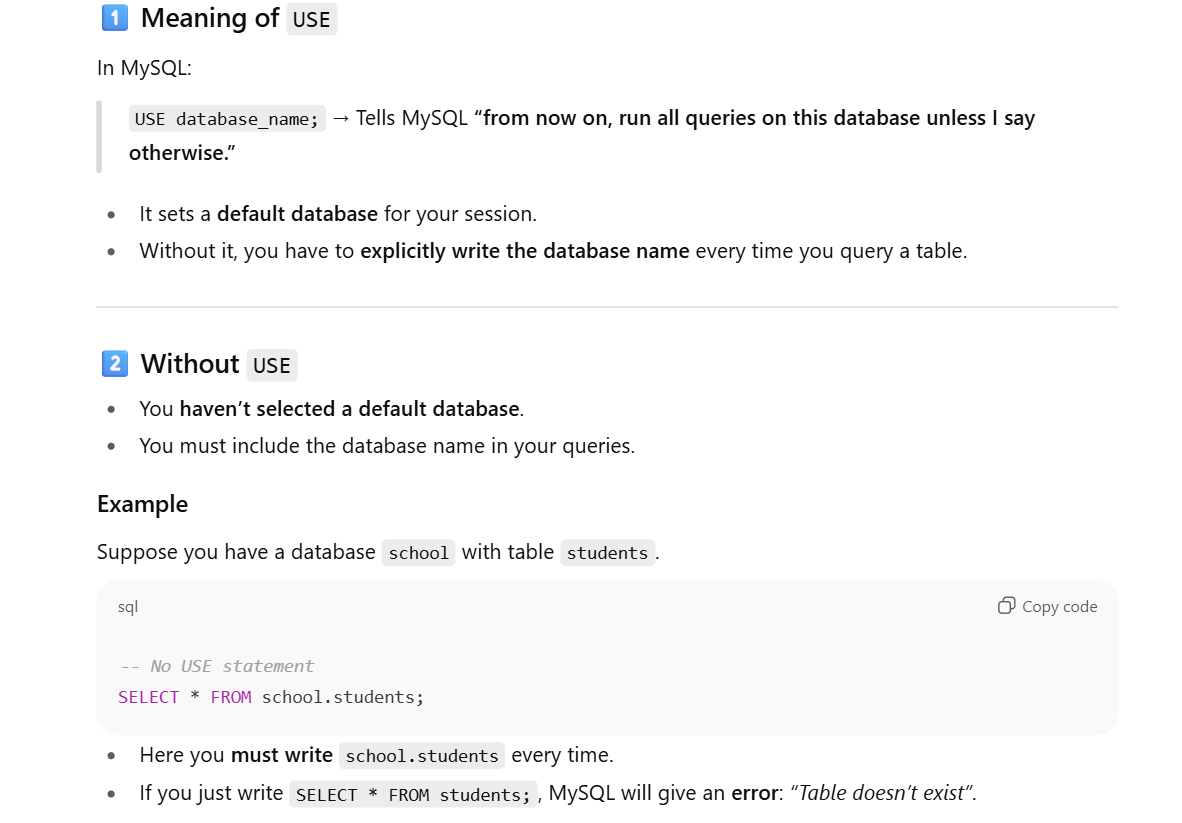 1 Meaning of USE
In MySQL:
USE database_name; → Tells MySQL “from now on, run all queries on this database unless I say
otherwise.”
• It sets a default database for your session.
• Without it, you have to explicitly write the database name every time you query a table.
2 Without USE
• You haven’t selected a default database.
• You must include the database name in your queries.
Example
Suppose you have a database school with table students.
sql Copy code
-- No USE statement
SELECT * FROM school.students;
• Here you must write school.students every time.
• If you just write SELECT * FROM students; , MySQL will give an error: “Table doesn’t exist”.